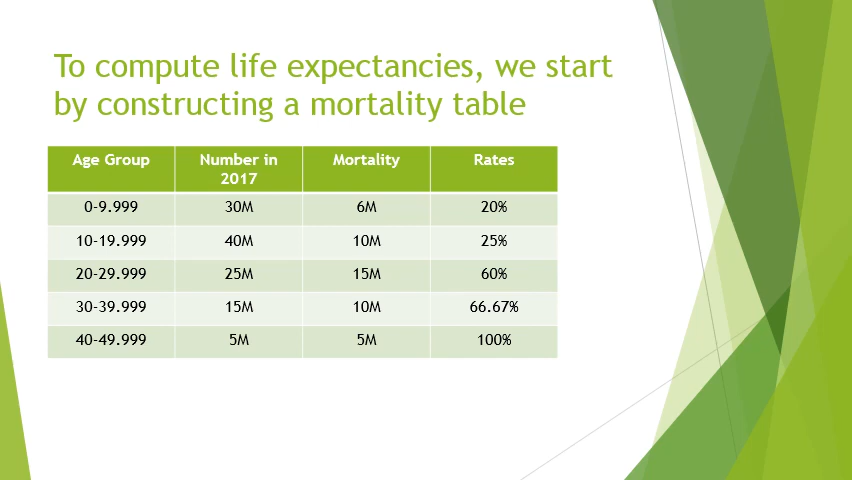 To compute life expectancies, we start
by constructing a mortality table
Age Group Number in 2017 Mortality Rates
0-9.999 30M 6M 20%
10-19.999 40M 10M 25%
20-29.999 25M 15M 60%
30-39.999 15M 10M 66.67%
40-49.999 5M 5M 100%